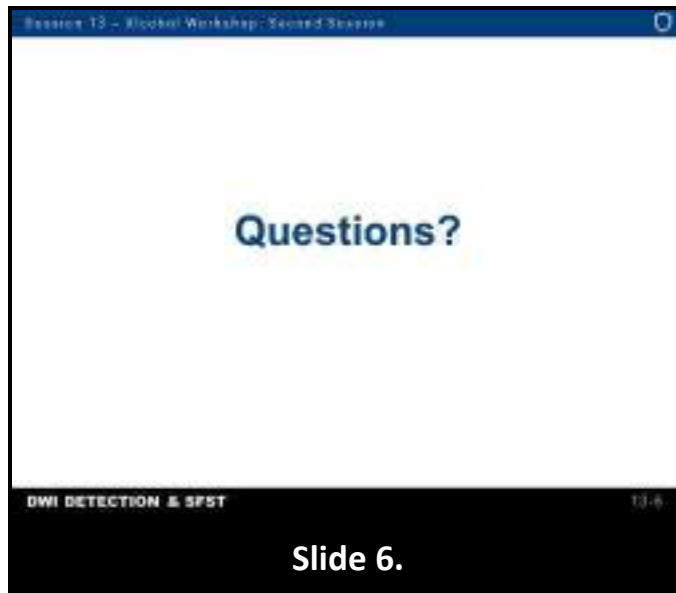 Session 13 – Alcohol Workshop: Second Session
Questions?
DWI DETECTION & SFST
13-6
Slide 6.